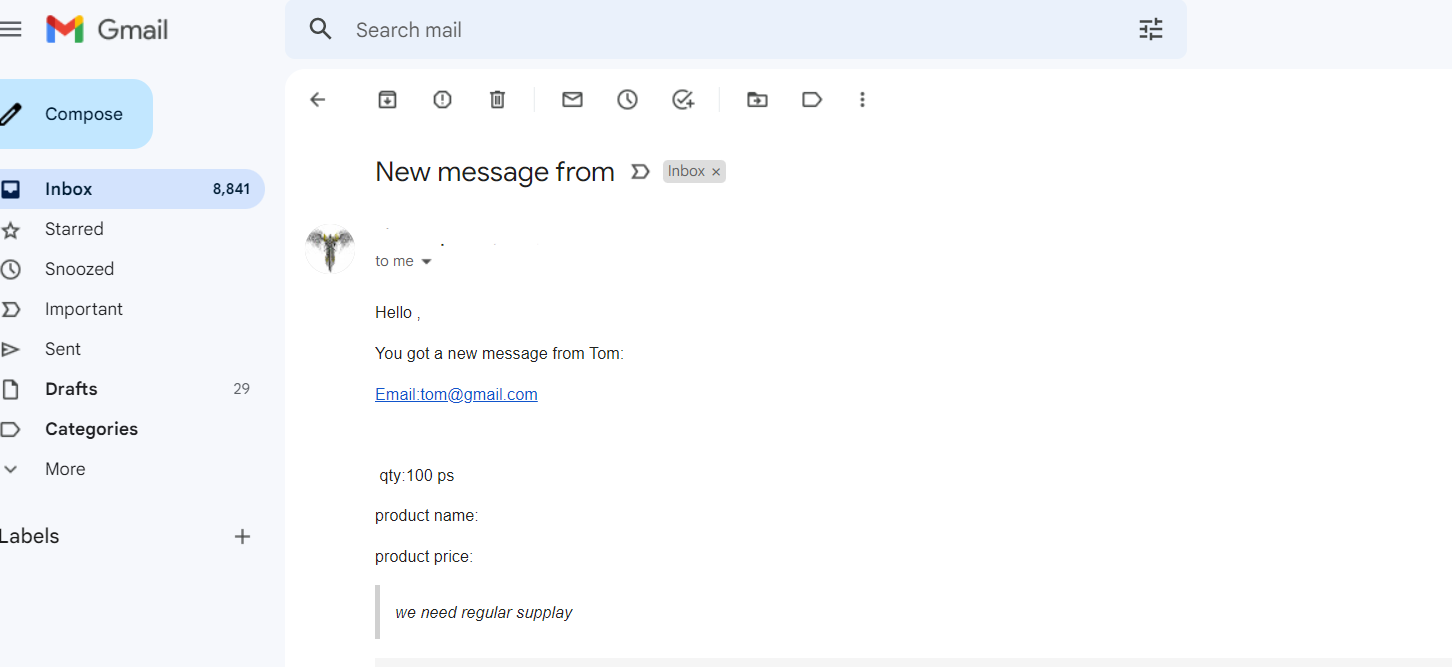 Gmail
Search mail
Compose
Inbox 8,841
Starred
Snoozed
Important
Sent
Drafts 29
Categories
More
Labels
New message from Inbox ×
to me
Hello ,
You got a new message from Tom:
Email:tom@gmail.com
qty:100 ps
product name:
product price:
we need regular supplay